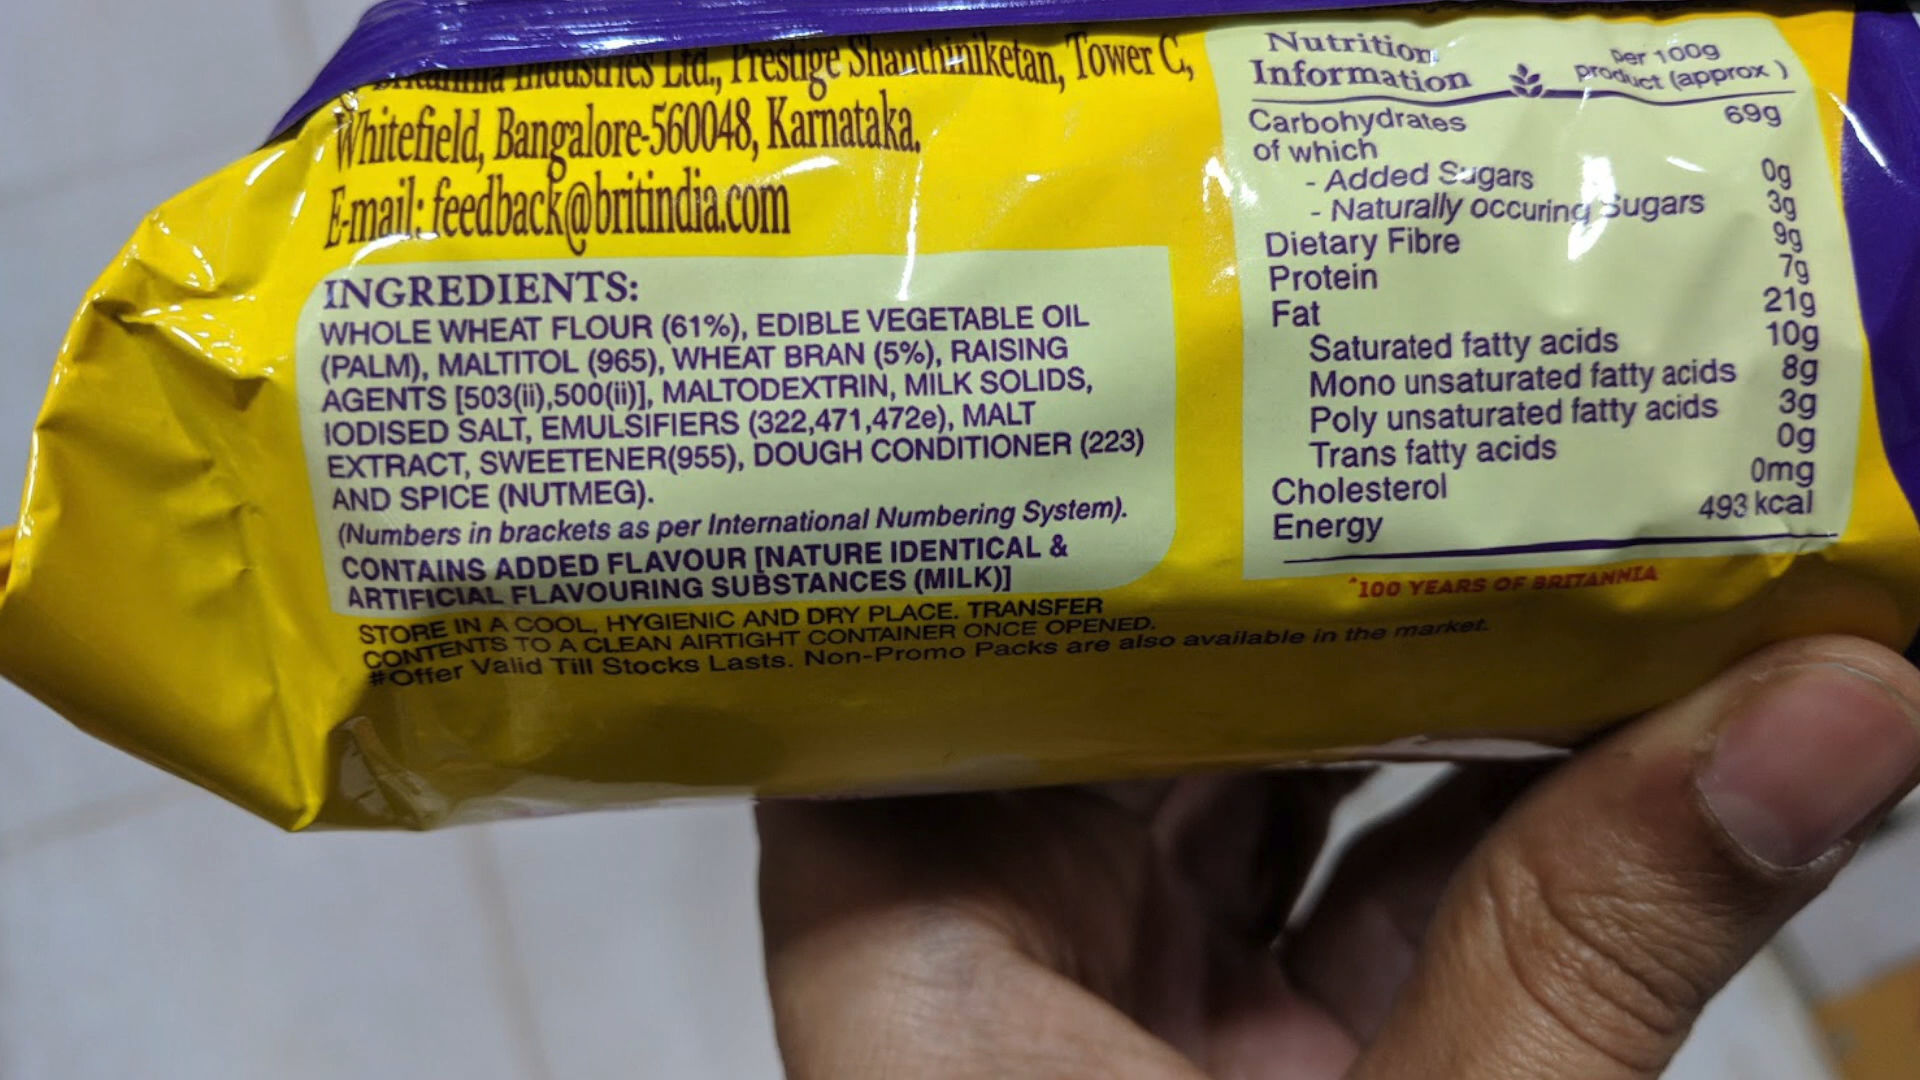 Britannia Industries Ltd., Prestige Shanthiniketan, Tower C,
Whitefield, Bangalore-560048, Karnataka.
E-mail: feedback@britindia.com
INGREDIENTS:
WHOLE WHEAT FLOUR (61%), EDIBLE VEGETABLE OIL
(PALM), MALTITOL (965), WHEAT BRAN (5%), RAISING
AGENTS [503(ii),500(ii)], MALTODEXTRIN, MILK SOLIDS,
IODISED SALT, EMULSIFIERS (322,471,472e), MALT
EXTRACT, SWEETENER(955), DOUGH CONDITIONER (223)
AND SPICE (NUTMEG).
(Numbers in brackets as per International Numbering System).
CONTAINS ADDED FLAVOUR [NATURE IDENTICAL &
ARTIFICIAL FLAVOURING SUBSTANCES (MILK)]
STORE IN A COOL, HYGIENIC AND DRY PLACE. TRANSFER
CONTENTS TO A CLEAN AIRTIGHT CONTAINER ONCE OPENED.
#Offer Valid Till Stocks Lasts. Non-Promo Packs are also available in the market.
Nutrition
Information
Per 100g
product (approx)
Carbohydrates 69g
of which
- Added Sugars 0g
- Naturally occuring Sugars 3g
Dietary Fibre 9g
Protein 7g
Fat 21g
Saturated fatty acids 10g
Mono unsaturated fatty acids 8g
Poly unsaturated fatty acids 3g
Trans fatty acids 0g
Cholesterol 0mg
Energy 493 kcal
^100 YEARS OF BRITANNIA